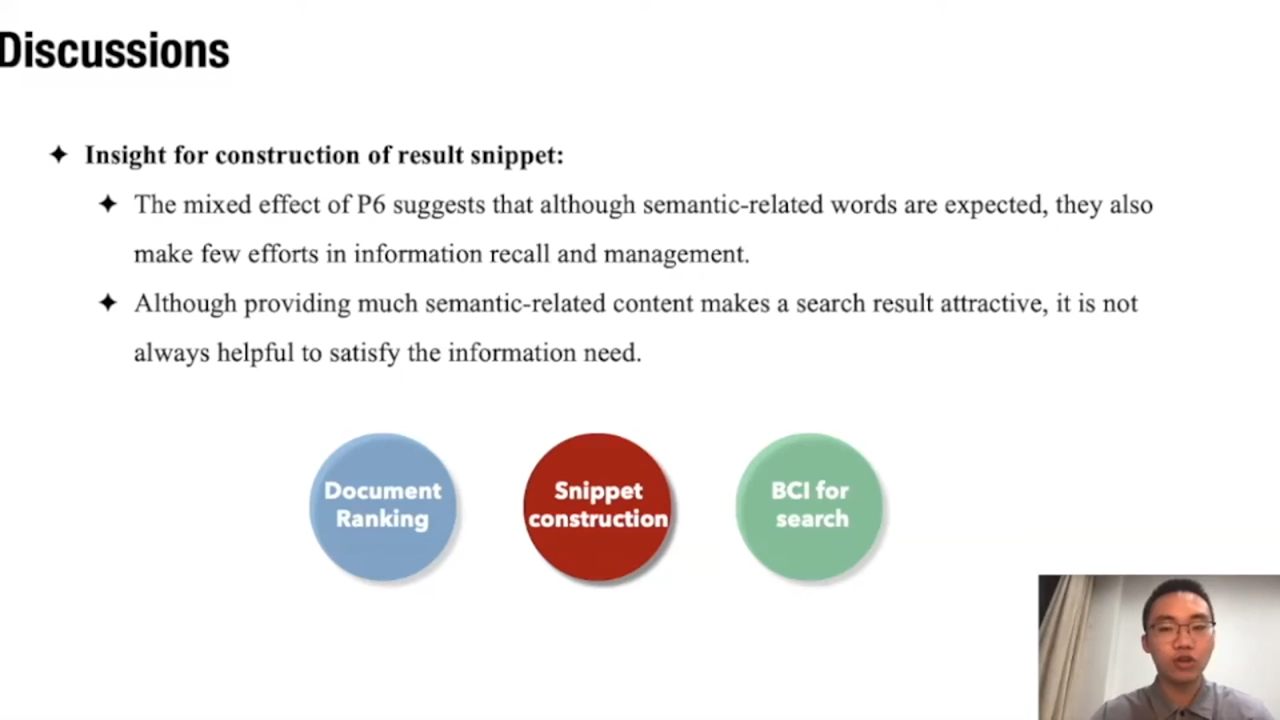 Discussions
Insight for construction of result snippet:
The mixed effect of P6 suggests that although semantic-related words are expected, they also
make few efforts in information recall and management.
Although providing much semantic-related content makes a search result attractive, it is not
always helpful to satisfy the information need.
Document
Ranking
Snippet
construction
BCI for
search